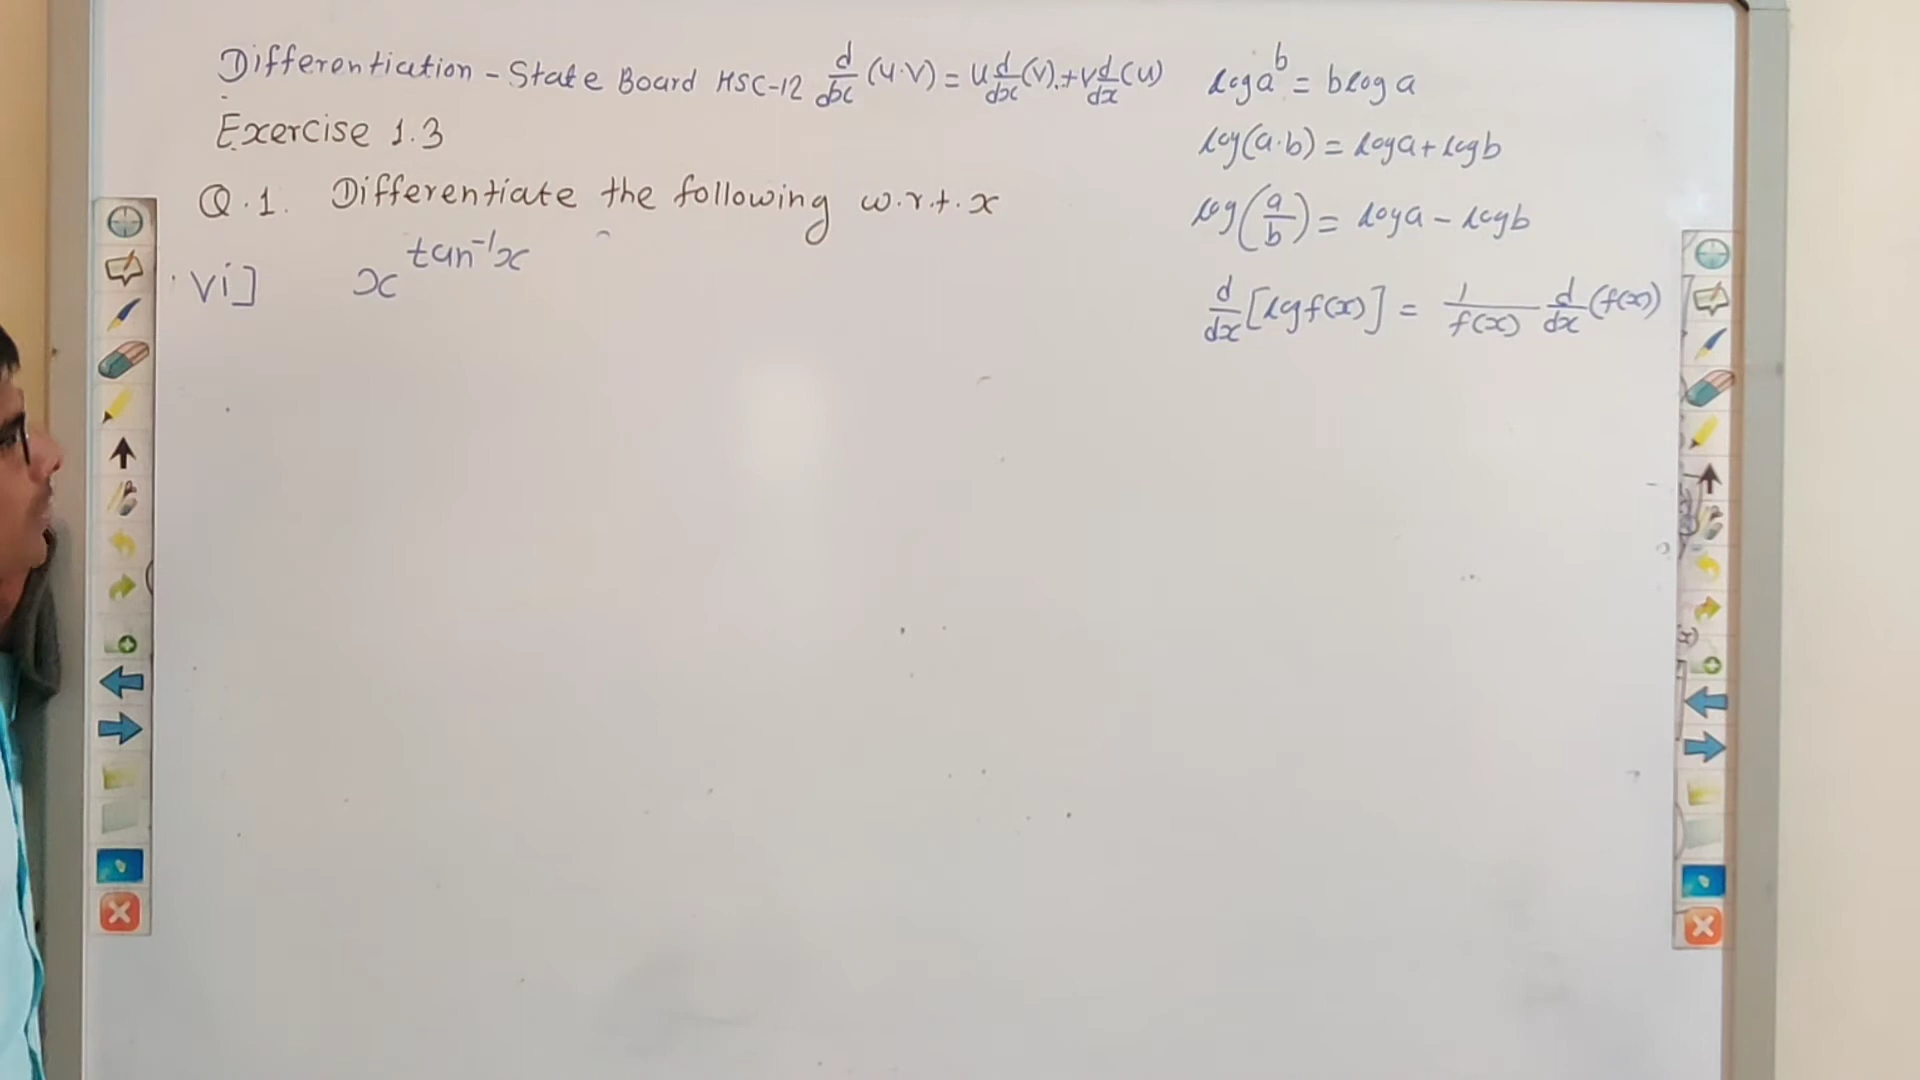 Differentiation - State Board HSC-12 d/dx (u·v) = u d/dx (v) + v d/dx (u)
Exercise 1.3
Q.1. Differentiate the following w.r.t. x
vi] x^tan⁻¹x
log a^b = b log a
log(a·b) = log a + log b
log(a/b) = log a - log b
d/dx [log f(x)] = 1/f(x) d/dx (f(x))